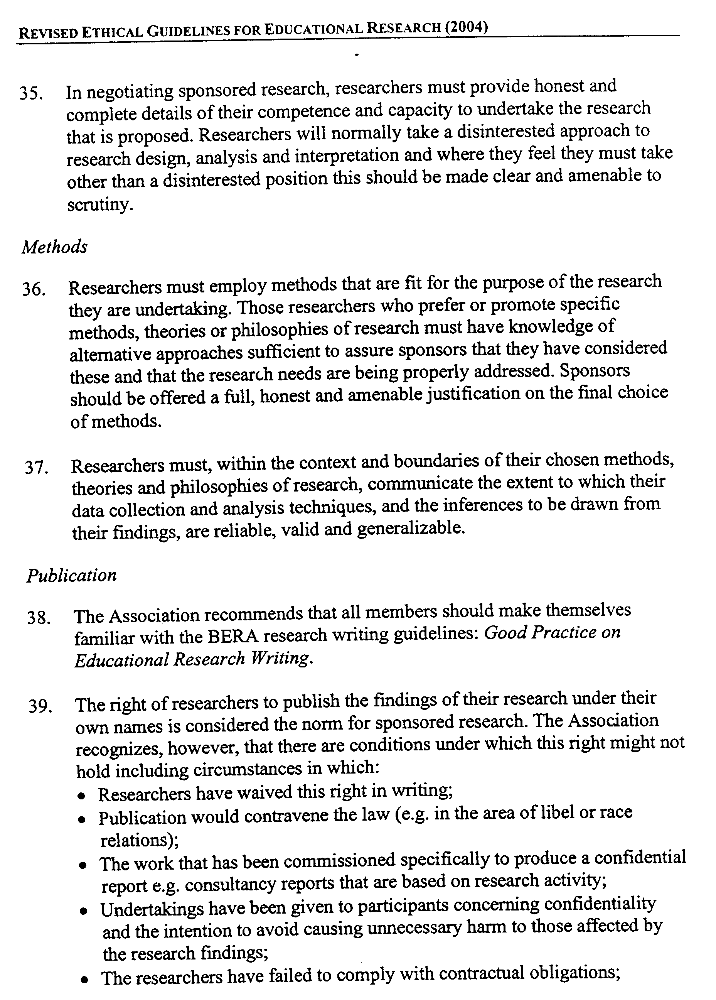 REVISED ETHICAL GUIDELINES FOR EDUCATIONAL RESEARCH (2004)
35. In negotiating sponsored research, researchers must provide honest and
complete details of their competence and capacity to undertake the research
that is proposed. Researchers will normally take a disinterested approach to
research design, analysis and interpretation and where they feel they must take
other than a disinterested position this should be made clear and amenable to
scrutiny.
Methods
36. Researchers must employ methods that are fit for the purpose of the research
they are undertaking. Those researchers who prefer or promote specific
methods, theories or philosophies of research must have knowledge of
alternative approaches sufficient to assure sponsors that they have considered
these and that the research needs are being properly addressed. Sponsors
should be offered a full, honest and amenable justification on the final choice
of methods.
37. Researchers must, within the context and boundaries of their chosen methods,
theories and philosophies of research, communicate the extent to which their
data collection and analysis techniques, and the inferences to be drawn from
their findings, are reliable, valid and generalizable.
Publication
38. The Association recommends that all members should make themselves
familiar with the BERA research writing guidelines: Good Practice on
Educational Research Writing.
39. The right of researchers to publish the findings of their research under their
own names is considered the norm for sponsored research. The Association
recognizes, however, that there are conditions under which this right might not
hold including circumstances in which:
• Researchers have waived this right in writing;
• Publication would contravene the law (e.g. in the area of libel or race
relations);
• The work that has been commissioned specifically to produce a confidential
report e.g. consultancy reports that are based on research activity;
• Undertakings have been given to participants concerning confidentiality
and the intention to avoid causing unnecessary harm to those affected by
the research findings;
• The researchers have failed to comply with contractual obligations;